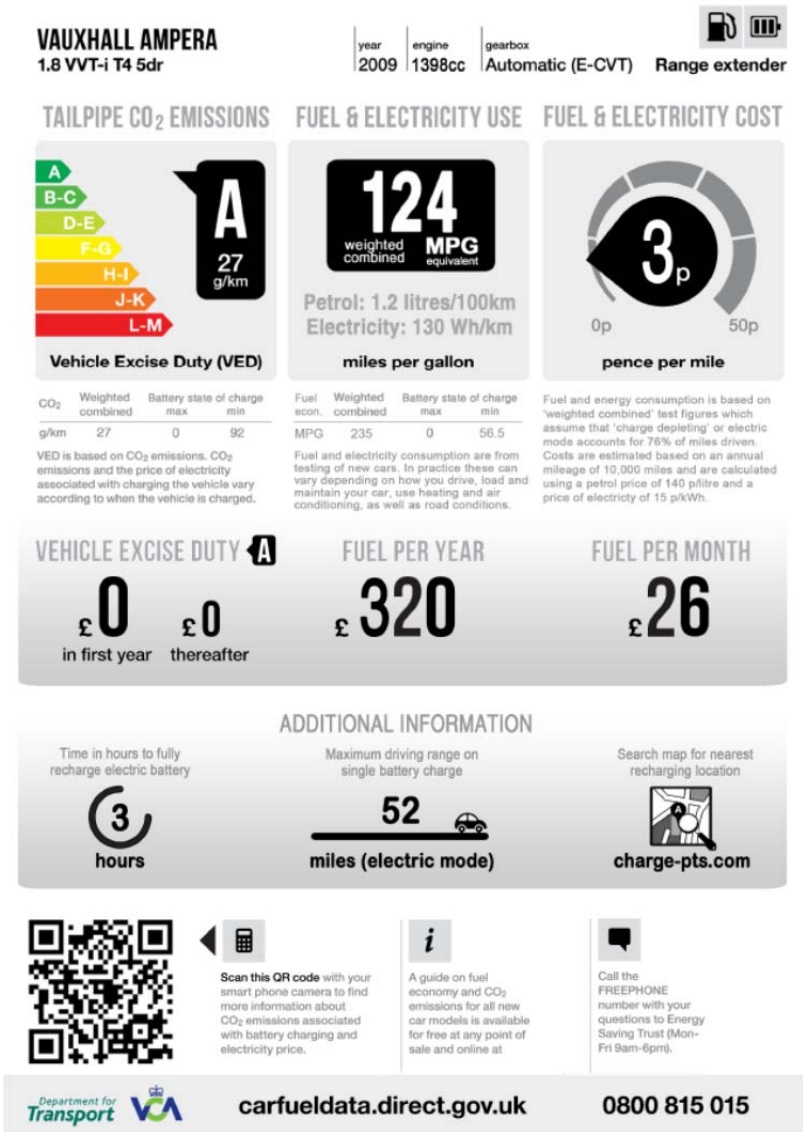 VAUXHALL AMPERA
1.8 VVT-i T4 5dr
year
2009
engine
1398cc
gearbox
Automatic (E-CVT)
Range extender
TAILPIPE CO2 EMISSIONS
A
B-C
D-E
F-G
H-I
J-K
L-M
A
27
g/km
Vehicle Excise Duty (VED)
CO2 Weighted combined Battery state of charge max min
g/km 27 0 92
VED is based on CO2 emissions. CO2
emissions and the price of electricity
associated with charging the vehicle vary
according to when the vehicle is charged.
FUEL & ELECTRICITY USE
124
weighted combined MPG equivalent
Petrol: 1.2 litres/100km
Electricity: 130 Wh/km
miles per gallon
Fuel econ. Weighted combined Battery state of charge max min
MPG 235 0 56.5
Fuel and electricity consumption are from
testing of new cars. In practice these can
vary depending on how you drive, load and
maintain your car, use heating and air
conditioning, as well as road conditions.
FUEL & ELECTRICITY COST
3p
0p 50p
pence per mile
Fuel and energy consumption is based on
'weighted combined' test figures which
assume that 'charge depleting' or electric
mode accounts for 76% of miles driven.
Costs are estimated based on an annual
mileage of 10,000 miles and are calculated
using a petrol price of 140 p/litre and a
price of electricty of 15 p/kWh.
VEHICLE EXCISE DUTY A
£0 £0
in first year thereafter
FUEL PER YEAR
£320
FUEL PER MONTH
£26
ADDITIONAL INFORMATION
Time in hours to fully
recharge electric battery
3
hours
Maximum driving range on
single battery charge
52
miles (electric mode)
Search map for nearest
recharging location
A
charge-pts.com
Scan this QR code with your
smart phone camera to find
more information about
CO2 emissions associated
with battery charging and
electricity price.
i
A guide on fuel
economy and CO2
emissions for all new
car models is available
for free at any point of
sale and online at
Call the
FREEPHONE
number with your
questions to Energy
Saving Trust (Mon-
Fri 9am-6pm).
Department for
Transport
VCA
carfueldata.direct.gov.uk
0800 815 015